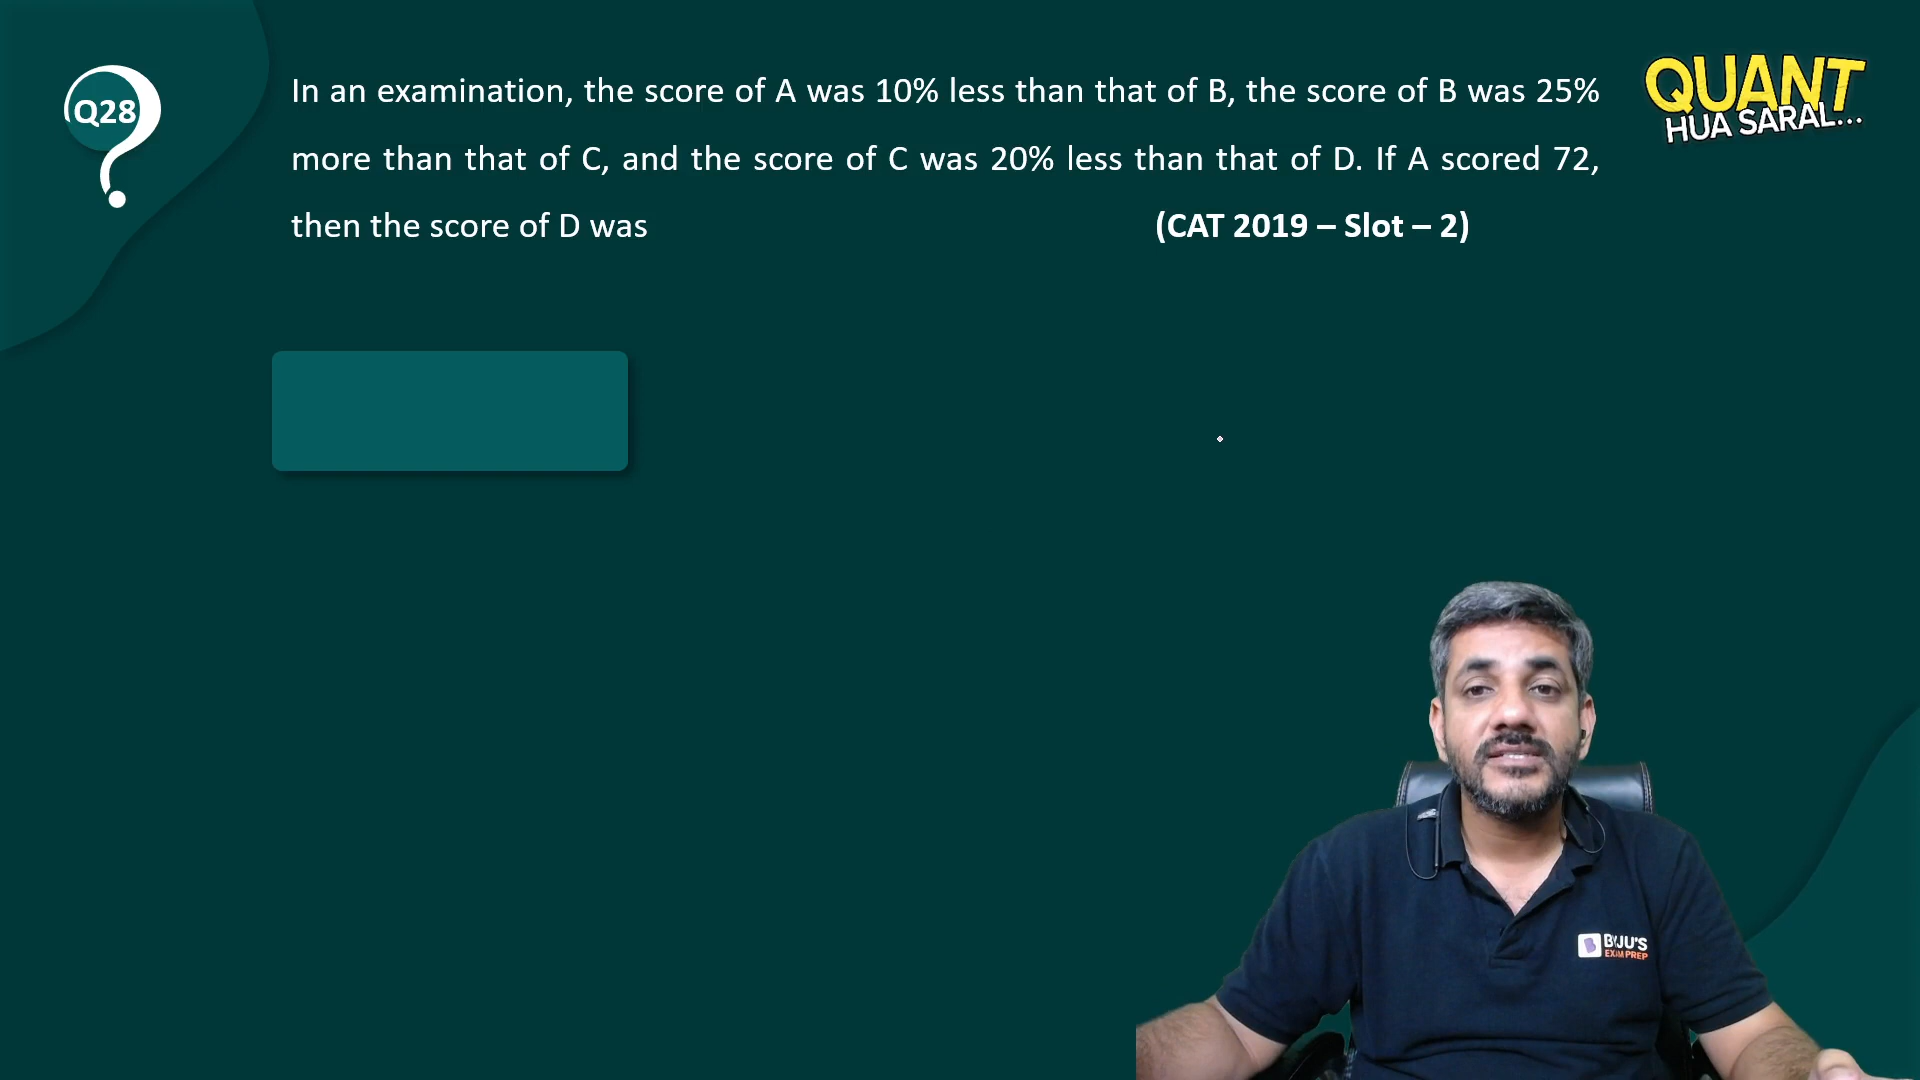 Q28
In an examination, the score of A was 10% less than that of B, the score of B was 25%
more than that of C, and the score of C was 20% less than that of D. If A scored 72,
then the score of D was (CAT 2019 – Slot – 2)
QUANT
HUA SARAL...
BYJU'S
EXAM PREP